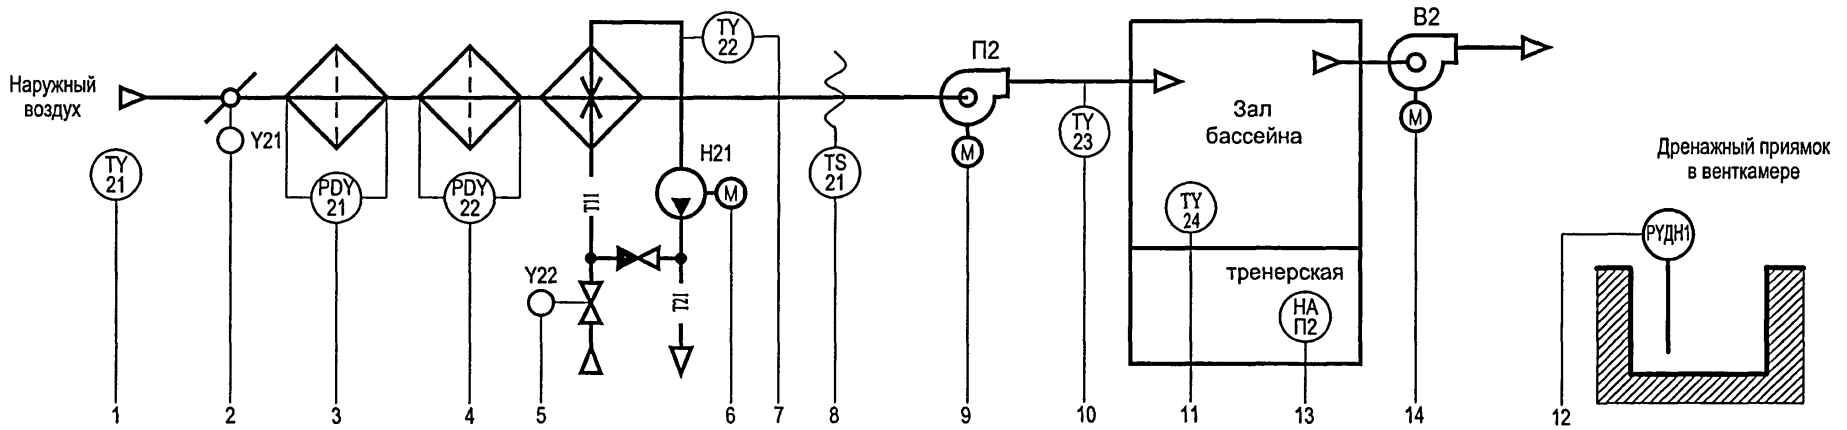 Наружный
воздух
TY
21
Y21
PDY
21
PDY
22
T11
Y22
T21
H21
M
TY
22
TS
21
П2
M
TY
23
Зал
бассейна
TY
24
тренерская
НА
П2
В2
M
Дренажный приямок
в венткамере
РУДН1
1
2
3
4
5
6
7
8
9
10
11
13
14
12